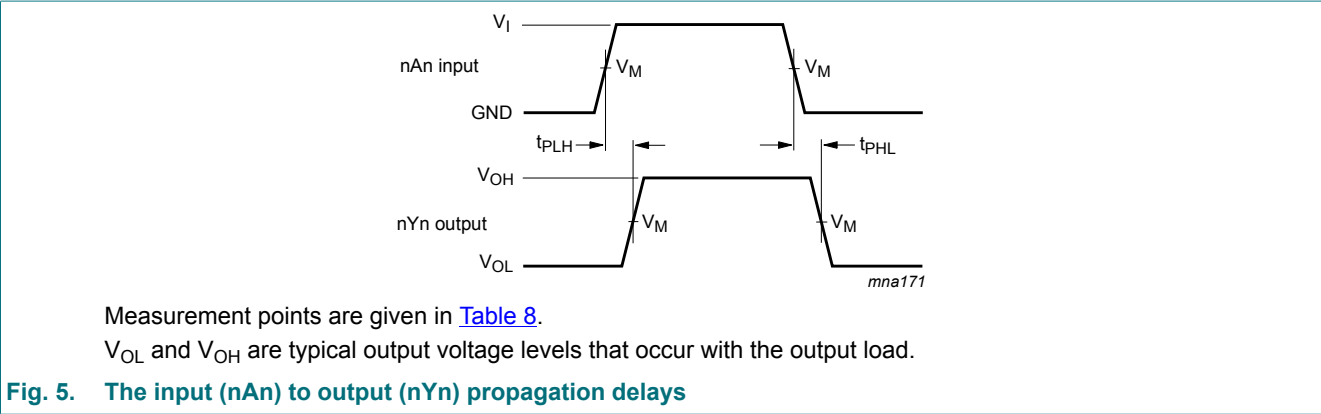 VI
nAn input
VM
VM
GND
tPLH
tPHL
VOH
nYn output
VM
VM
VOL
mna171
Measurement points are given in Table 8.
VOL and VOH are typical output voltage levels that occur with the output load.
Fig. 5. The input (nAn) to output (nYn) propagation delays